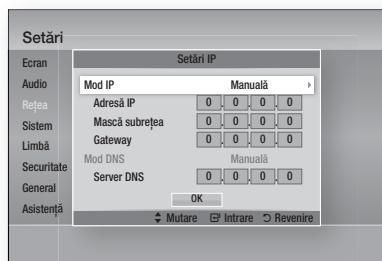 Setări
Ecran
Audio
Rețea
Sistem
Limbă
Securitate
General
Asistență
Setări IP
Mod IP Manuală
Adresă IP 0 . 0 . 0 . 0
Mască subrețea 0 . 0 . 0 . 0
Gateway 0 . 0 . 0 . 0
Mod DNS Manuală
Server DNS 0 . 0 . 0 . 0
OK
Mutare Intrare Revenire